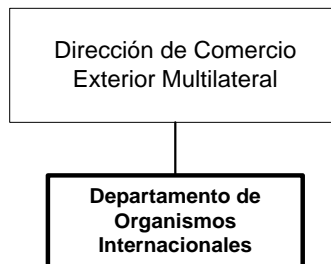 Dirección de Comercio
Exterior Multilateral
Departamento de
Organismos
Internacionales